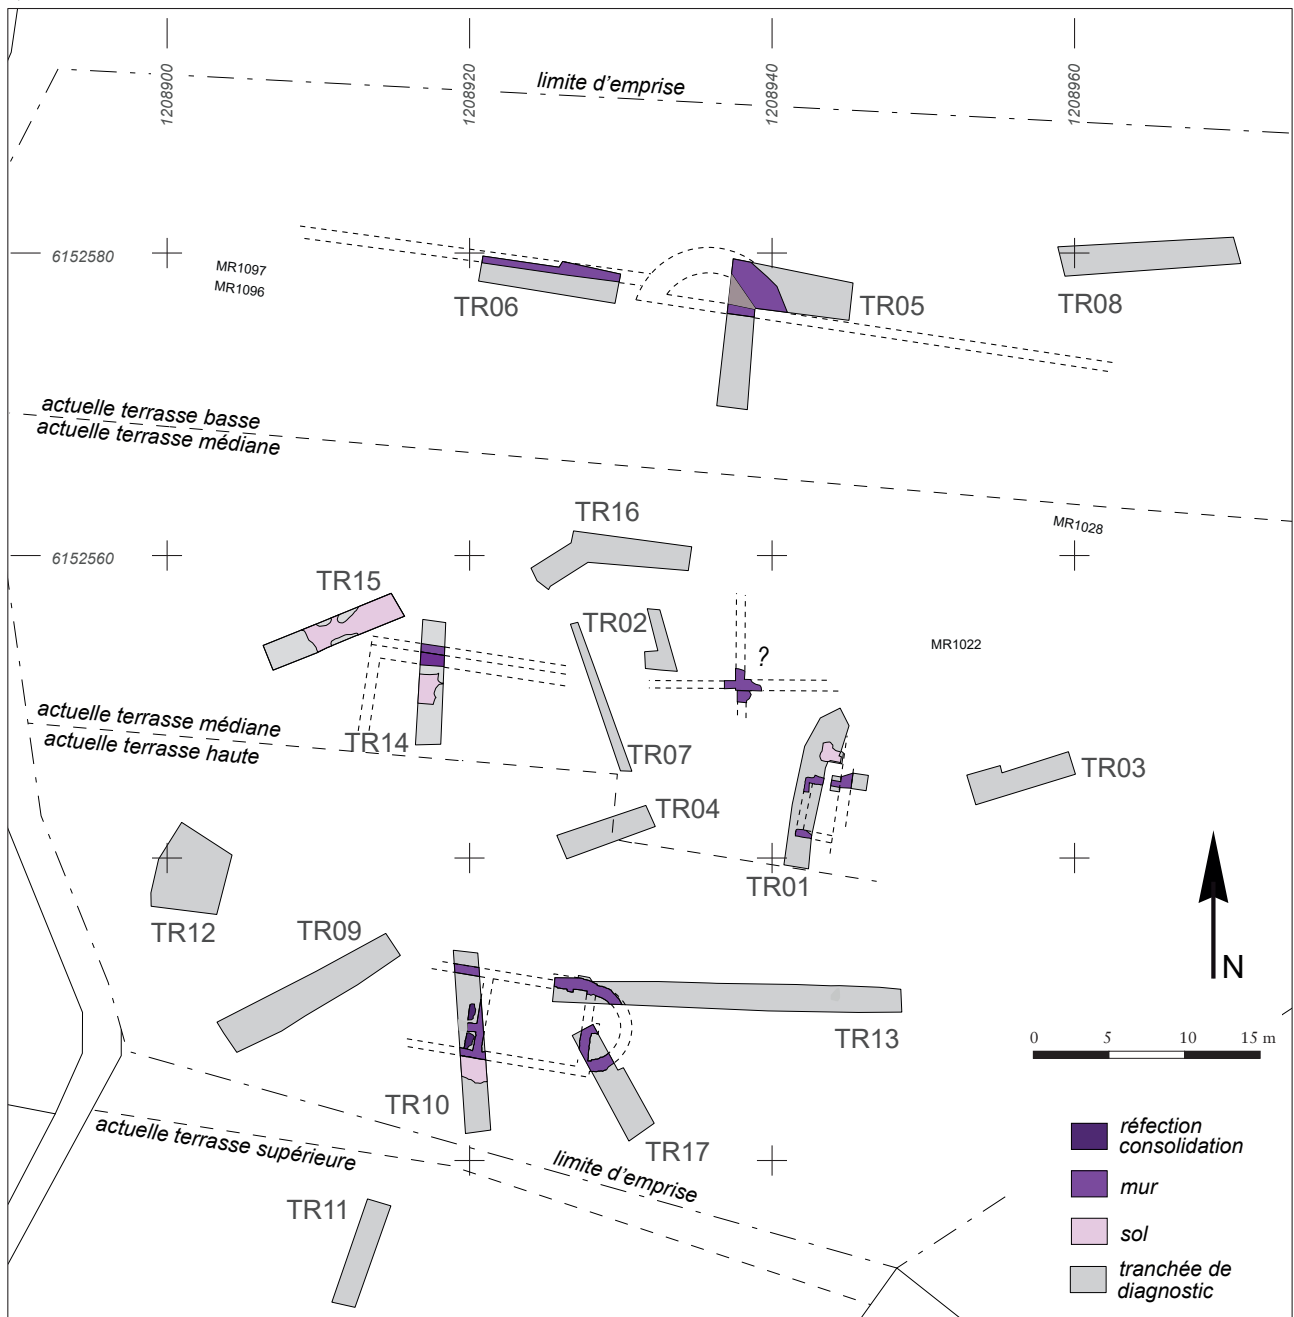 1208900
1208920
1208940
1208960
limite d'emprise
6152580
MR1097
MR1096
TR06
TR05
TR08
actuelle terrasse basse
actuelle terrasse médiane
TR16
MR1028
6152560
TR15
TR02
?
MR1022
actuelle terrasse médiane
actuelle terrasse haute
TR14
TR07
TR03
TR04
TR01
TR12
TR09
N
TR13
0 5 10 15 m
TR10
actuelle terrasse supérieure
TR17
limite d'emprise
TR11
réfection
consolidation
mur
sol
tranchée de
diagnostic